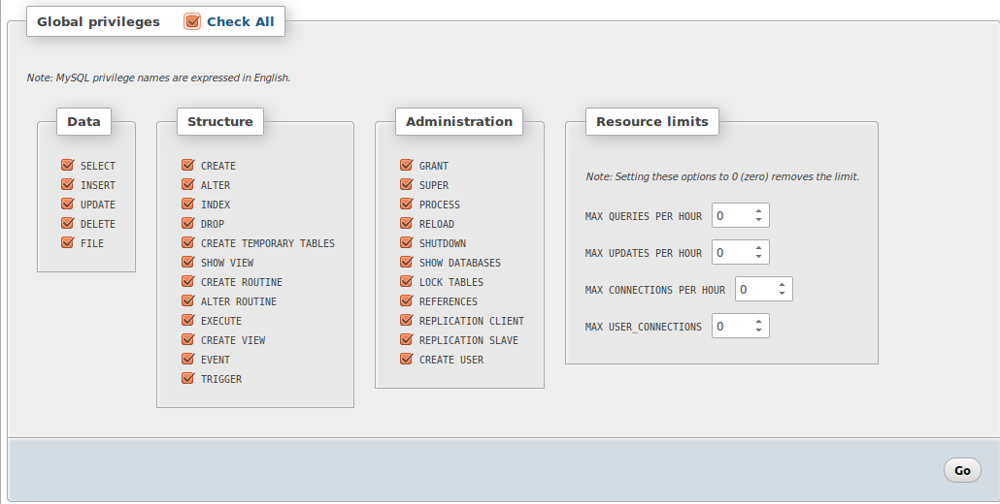 Global privileges Check All
Note: MySQL privilege names are expressed in English.
Data
SELECT
INSERT
UPDATE
DELETE
FILE
Structure
CREATE
ALTER
INDEX
DROP
CREATE TEMPORARY TABLES
SHOW VIEW
CREATE ROUTINE
ALTER ROUTINE
EXECUTE
CREATE VIEW
EVENT
TRIGGER
Administration
GRANT
SUPER
PROCESS
RELOAD
SHUTDOWN
SHOW DATABASES
LOCK TABLES
REFERENCES
REPLICATION CLIENT
REPLICATION SLAVE
CREATE USER
Resource limits
Note: Setting these options to 0 (zero) removes the limit.
MAX QUERIES PER HOUR 0
MAX UPDATES PER HOUR 0
MAX CONNECTIONS PER HOUR 0
MAX USER_CONNECTIONS 0
Go